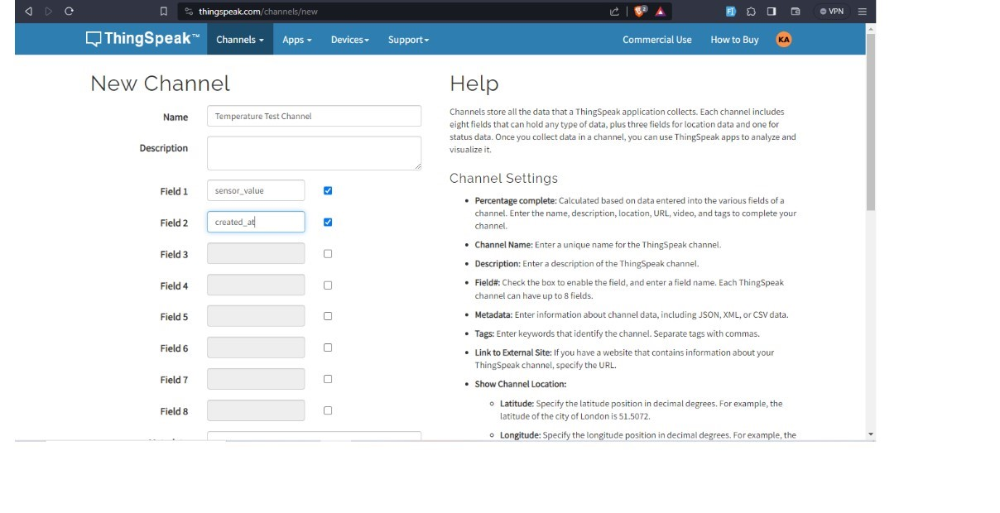 thingspeak.com/channels/new
2
VPN
ThingSpeak™
Channels
Apps
Devices
Support
Commercial Use
How to Buy
KA
New Channel
Name
Temperature Test Channel
Description
Field 1
sensor_value
Field 2
created_at
Field 3
Field 4
Field 5
Field 6
Field 7
Field 8
Help
Channels store all the data that a ThingSpeak application collects. Each channel includes
eight fields that can hold any type of data, plus three fields for location data and one for
status data. Once you collect data in a channel, you can use ThingSpeak apps to analyze and
visualize it.
Channel Settings
• Percentage complete: Calculated based on data entered into the various fields of a
channel. Enter the name, description, location, URL, video, and tags to complete your
channel.
• Channel Name: Enter a unique name for the ThingSpeak channel.
• Description: Enter a description of the ThingSpeak channel.
• Field#: Check the box to enable the field, and enter a field name. Each ThingSpeak
channel can have up to 8 fields.
• Metadata: Enter information about channel data, including JSON, XML, or CSV data.
• Tags: Enter keywords that identify the channel. Separate tags with commas.
• Link to External Site: If you have a website that contains information about your
ThingSpeak channel, specify the URL.
• Show Channel Location:
○ Latitude: Specify the latitude position in decimal degrees. For example, the
latitude of the city of London is 51.5072.
○ Longitude: Specify the longitude position in decimal degrees. For example, the